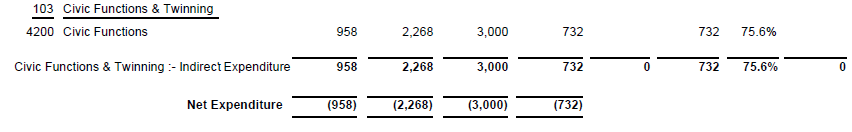 103 Civic Functions & Twinning
4200 Civic Functions 958 2,268 3,000 732 732 75.6%
Civic Functions & Twinning :- Indirect Expenditure 958 2,268 3,000 732 0 732 75.6% 0
Net Expenditure (958) (2,268) (3,000) (732)